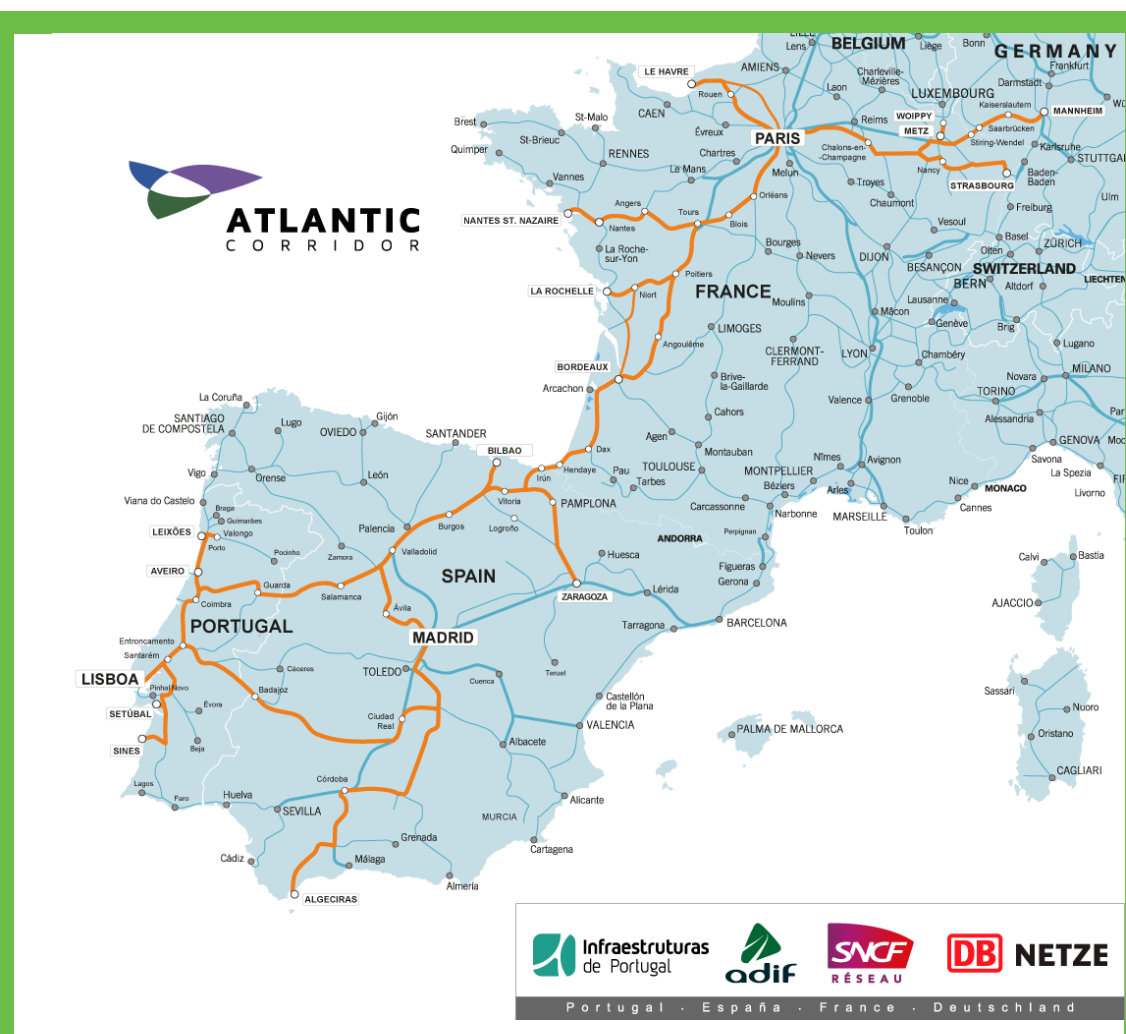 LILLE
Lens
BELGIUM
Liège
Bonn
GERMANY
Frankfurt
LE HAVRE
AMIENS
Charleville-
Mézières
Darmstadt
Rouen
Laon
LUXEMBOURG
Kaiserslautern
MANNHEIM
CAEN
St-Malo
WOIPPY
Brest
Évreux
PARIS
Reims
METZ
Saarbrücken
St-Brieuc
Chalons-en-
-Champagne
Stiring-Wendel
Karlsruhe
Quimper
RENNES
Chartres
Le Mans
Melun
Nancy
STUTTGA
Vannes
Troyes
STRASBOURG
Baden-
Baden
Orléans
Chaumont
Ulm
Angers
Tours
NANTES ST. NAZAIRE
Nantes
Blois
Freiburg
ATLANTIC
CORRIDOR
Vesoul
La Roche-
sur-Yon
Bourges
Nevers
DIJON
Basel
Olten
ZÜRICH
BESANÇON
SWITZERLAND
Poitiers
BERN
Altdorf
LIECHTEN
LA ROCHELLE
Niort
FRANCE
Moulins
Lausanne
Mâcon
Genève
Brig
LIMOGES
Angoulême
CLERMONT-
FERRAND
LYON
Lugano
Chambéry
BORDEAUX
MILANO
Arcachon
Brive-
la-Gaillarde
Novara
TORINO
Valence
Grenoble
La Coruña
Cahors
Alessandria
Par
SANTIAGO
DE COMPOSTELA
Lugo
OVIEDO
Gijón
SANTANDER
Agen
GENOVA
Mod
BILBAO
Dax
Montauban
Savona
Vigo
Orense
León
Irún
Hendaye
Pau
Tarbes
TOULOUSE
MONTPELLIER
Nîmes
Avignon
La Spezia
Béziers
Arles
Nice
MONACO
FIR
Livorno
Viana do Castelo
Vitoria
PAMPLONA
Carcassonne
Narbonne
MARSEILLE
Cannes
Braga
Guimarães
Palencia
Burgos
Logroño
Toulon
LEIXÕES
Valongo
Perpignan
Porto
Pocinho
Zamora
Valladolid
ANDORRA
Huesca
Calvi
Bastia
AVEIRO
SPAIN
Figueras
Guarda
Gerona
Salamanca
ZARAGOZA
Lérida
Coimbra
Ávila
AJACCIO
PORTUGAL
MADRID
Tarragona
BARCELONA
Entroncamento
Santarém
Cáceres
TOLEDO
Teruel
LISBOA
Pinhal Novo
Cuenca
Badajoz
Castellón
de la Plana
Sassari
SETÚBAL
Évora
Nuoro
Ciudad
Real
VALENCIA
PALMA DE MALLORCA
Oristano
SINES
Beja
Albacete
CAGLIARI
Lagos
Córdoba
Huelva
Faro
SEVILLA
Alicante
MURCIA
Grenada
Cartagena
Cádiz
Málaga
Almería
ALGECIRAS
Infraestruturas
de Portugal
adif
SNCF
RÉSEAU
DB NETZE
Portugal . España . France . Deutschland